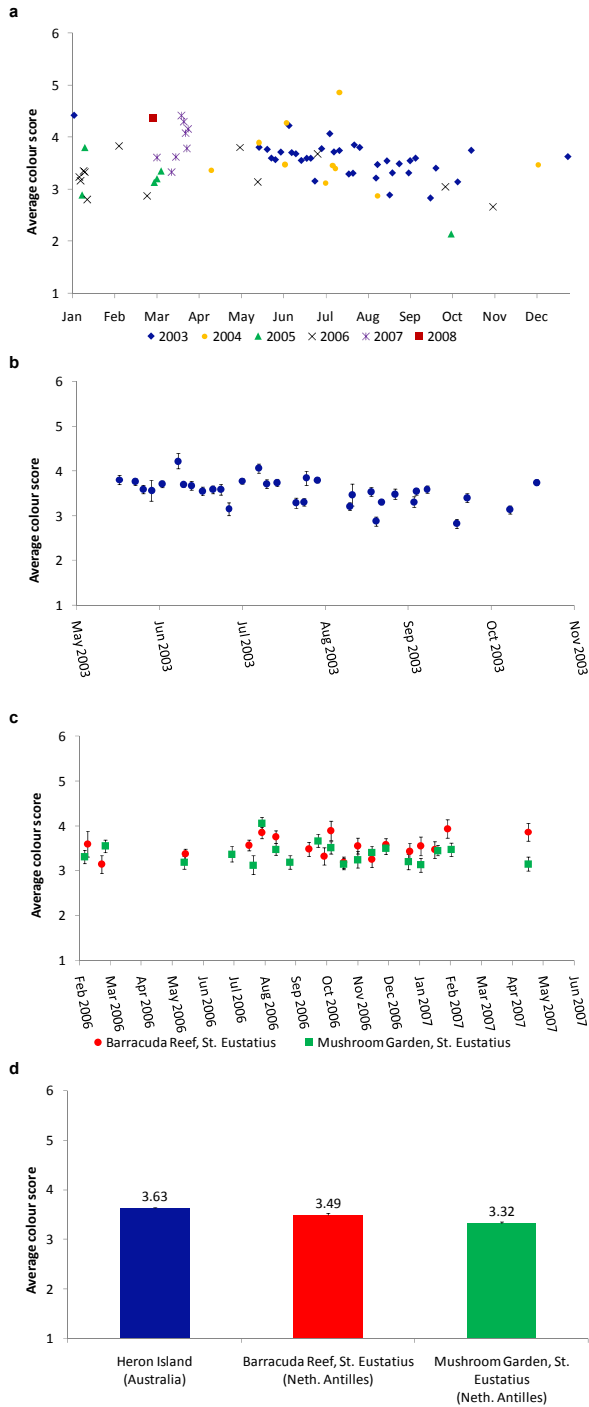 a
6
5
4
3
2
1
Average colour score
Jan Feb Mar Apr May Jun Jul Aug Sep Oct Nov Dec
2003 2004 2005 2006 2007 2008
b
6
5
4
3
2
1
Average colour score
May 2003 Jun 2003 Jul 2003 Aug 2003 Sep 2003 Oct 2003 Nov 2003
c
6
5
4
3
2
1
Average colour score
Feb 2006 Mar 2006 Apr 2006 May 2006 Jun 2006 Jul 2006 Aug 2006 Sep 2006 Oct 2006 Nov 2006 Dec 2006 Jan 2007 Feb 2007 Mar 2007 Apr 2007 May 2007 Jun 2007
Barracuda Reef, St. Eustatius Mushroom Garden, St. Eustatius
d
6
5
4
3
2
1
Average colour score
3.63 3.49 3.32
Heron Island
(Australia)
Barracuda Reef, St. Eustatius
(Neth. Antilles)
Mushroom Garden, St.
Eustatius
(Neth. Antilles)